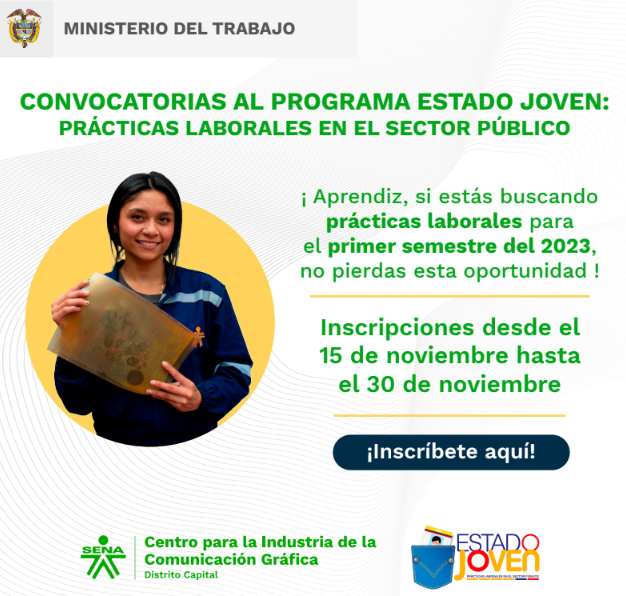 MINISTERIO DEL TRABAJO
CONVOCATORIAS AL PROGRAMA ESTADO JOVEN:
PRÁCTICAS LABORALES EN EL SECTOR PÚBLICO
¡ Aprendiz, si estás buscando
prácticas laborales para
el primer semestre del 2023,
no pierdas esta oportunidad !
Inscripciones desde el
15 de noviembre hasta
el 30 de noviembre
¡Inscríbete aquí!
SENA
Centro para la Industria de la
Comunicación Gráfica
Distrito Capital
ESTADO
JOVEN
PRÁCTICAS LABORALES EN EL SECTOR PÚBLICO